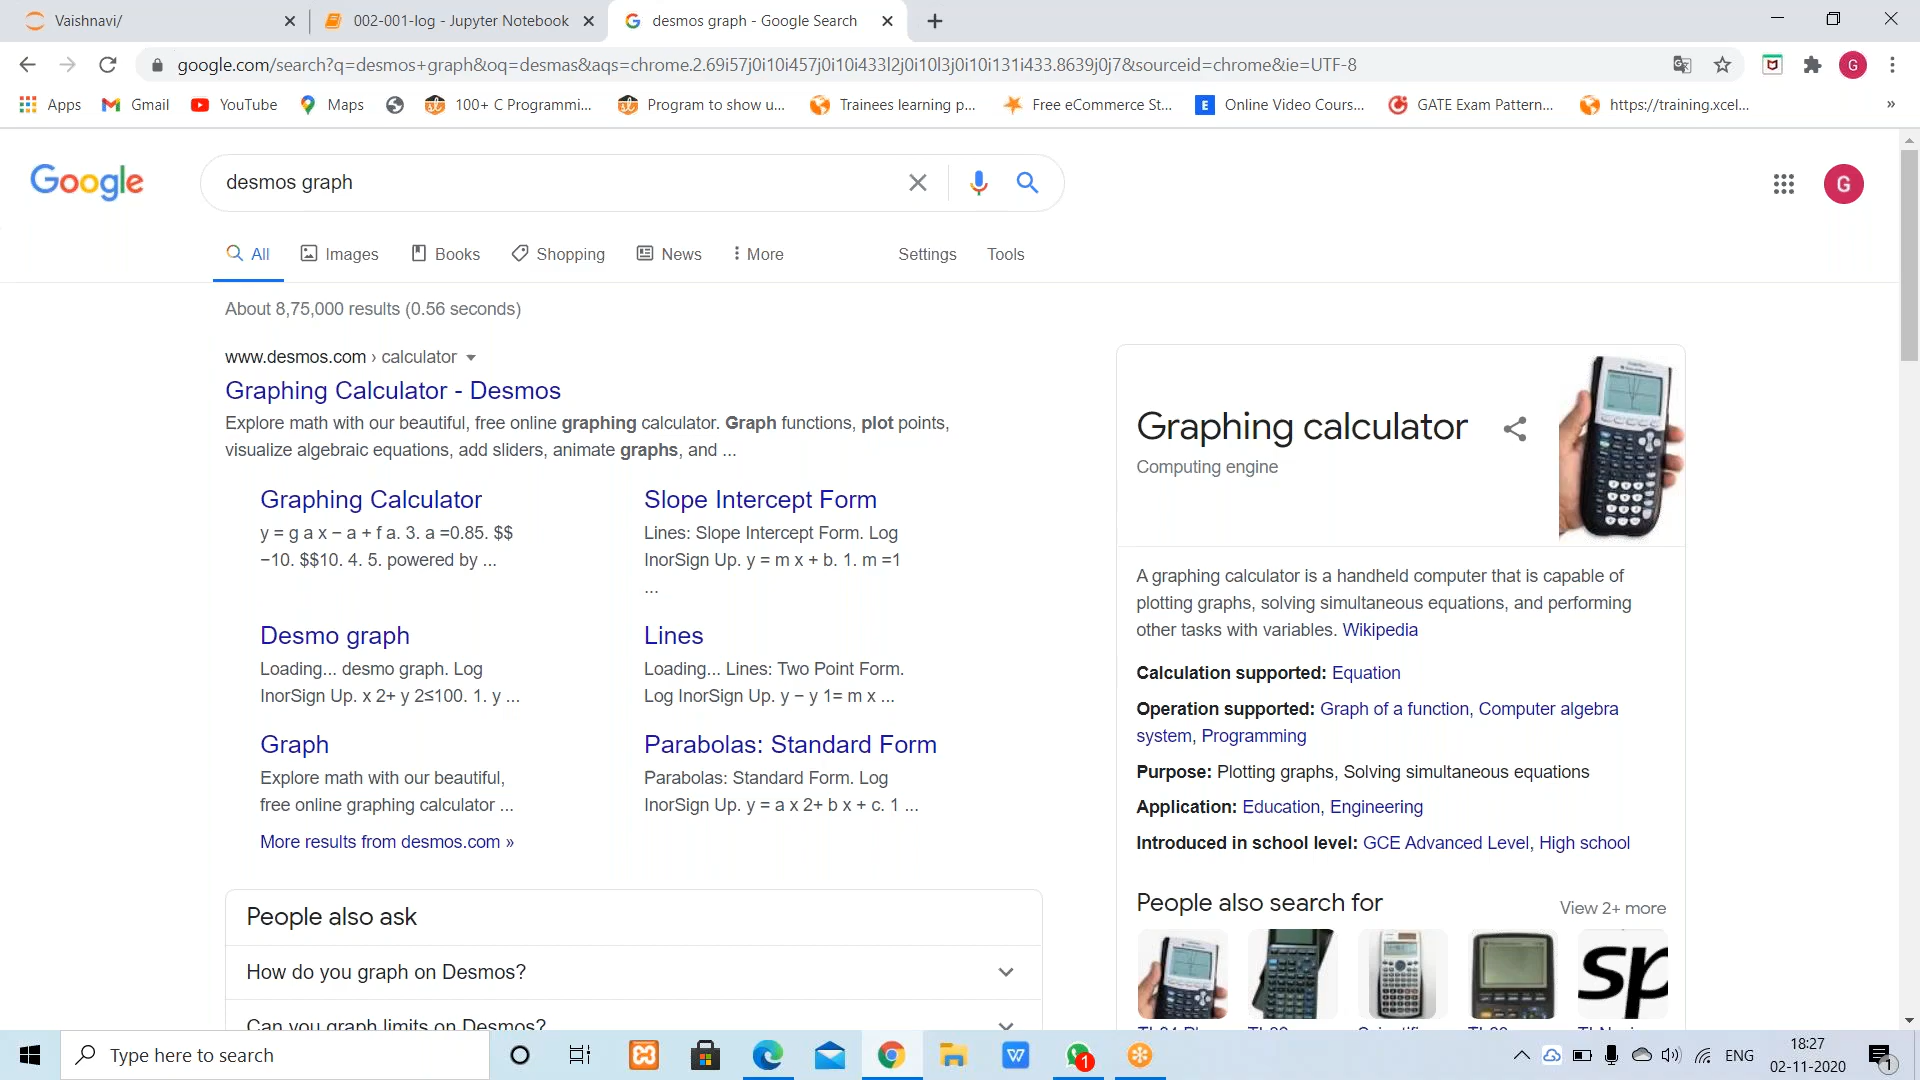 Vaishnavi/
002-001-log - Jupyter Notebook
desmos graph - Google Search
google.com/search?q=desmos+graph&oq=desmas&aqs=chrome.2.69i57j0i10i457j0i10i433l2j0i10l3j0i10i131i433.8639j0j7&sourceid=chrome&ie=UTF-8
G
Apps
Gmail
YouTube
Maps
100+ C Programmi...
Program to show u...
Trainees learning p...
Free eCommerce St...
E
Online Video Cours...
GATE Exam Pattern...
https://training.xcel...
»
Google
desmos graph
G
All
Images
Books
Shopping
News
More
Settings
Tools
About 8,75,000 results (0.56 seconds)
www.desmos.com › calculator
Graphing Calculator - Desmos
Explore math with our beautiful, free online graphing calculator. Graph functions, plot points,
visualize algebraic equations, add sliders, animate graphs, and ...
Graphing Calculator
y = g a x − a + f a. 3. a =0.85. $$
−10. $$10. 4. 5. powered by ...
Slope Intercept Form
Lines: Slope Intercept Form. Log
InorSign Up. y = m x + b. 1. m =1
...
Desmo graph
Loading... desmo graph. Log
InorSign Up. x 2+ y 2≤100. 1. y ...
Lines
Loading... Lines: Two Point Form.
Log InorSign Up. y − y 1= m x ...
Graph
Explore math with our beautiful,
free online graphing calculator ...
Parabolas: Standard Form
Parabolas: Standard Form. Log
InorSign Up. y = a x 2+ b x + c. 1 ...
More results from desmos.com »
People also ask
How do you graph on Desmos?
Can you graph limits on Desmos?
Graphing calculator
Computing engine
A graphing calculator is a handheld computer that is capable of
plotting graphs, solving simultaneous equations, and performing
other tasks with variables. Wikipedia
Calculation supported: Equation
Operation supported: Graph of a function, Computer algebra
system, Programming
Purpose: Plotting graphs, Solving simultaneous equations
Application: Education, Engineering
Introduced in school level: GCE Advanced Level, High school
People also search for
View 2+ more
sp
Type here to search
W
1
ENG
18:27
02-11-2020
1